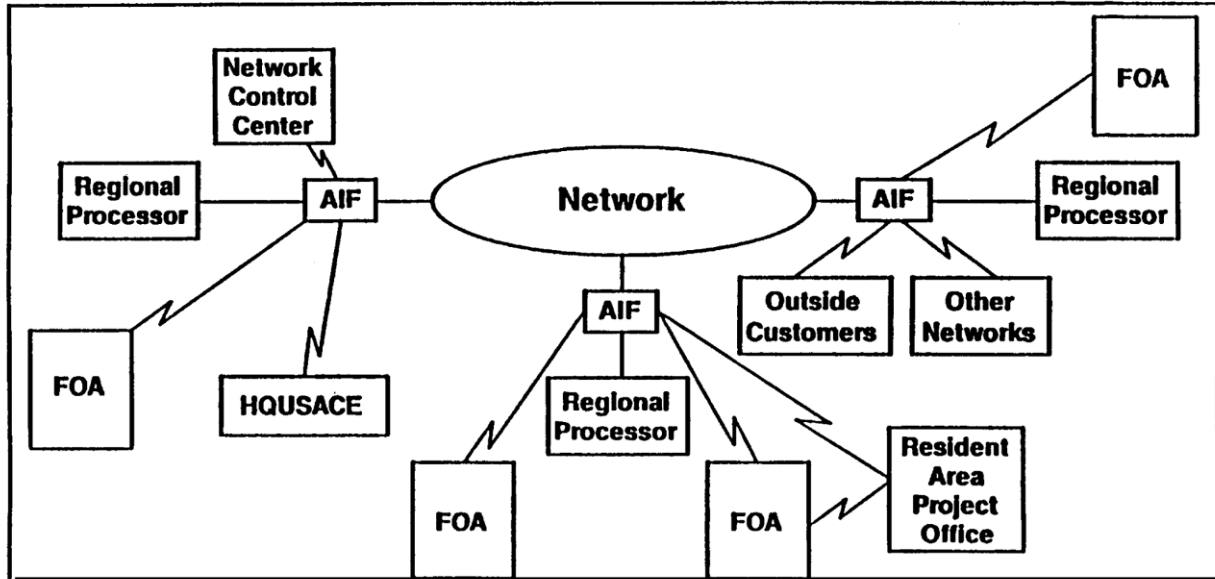 Network
Control
Center
FOA
Regional
Processor
AIF
Network
AIF
Regional
Processor
AIF
Outside
Customers
Other
Networks
FOA
HQUSACE
Regional
Processor
Resident
Area
Project
Office
FOA
FOA